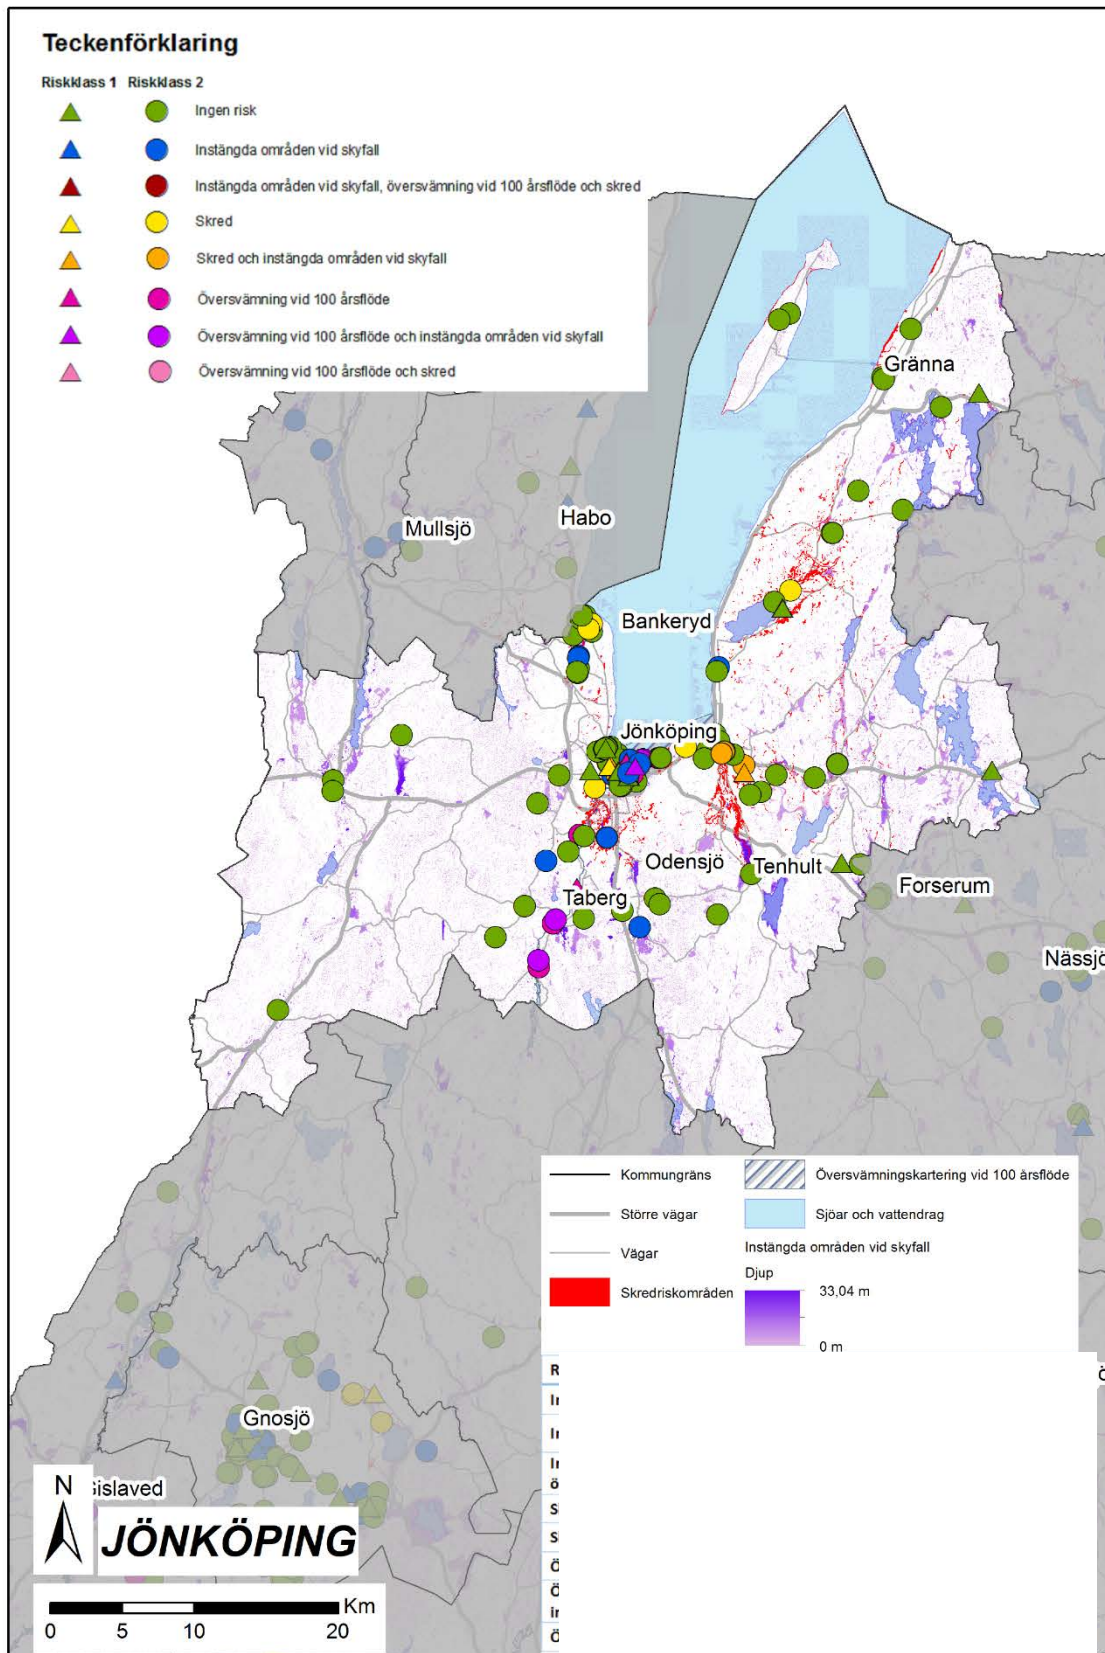 Teckenförklaring
Riskklass 1 Riskklass 2
Ingen risk
Instängda områden vid skyfall
Instängda områden vid skyfall, översvämning vid 100 årsflöde och skred
Skred
Skred och instängda områden vid skyfall
Översvämning vid 100 årsflöde
Översvämning vid 100 årsflöde och instängda områden vid skyfall
Översvämning vid 100 årsflöde och skred
Gränna
Mullsjö
Habo
Bankeryd
Jönköping
Odensjö
Tenhult
Taberg
Forserum
Nässjö
Kommungräns
Större vägar
Vägar
Skredriskområden
Översvämningskartering vid 100 årsflöde
Sjöar och vattendrag
Instängda områden vid skyfall
Djup
33,04 m
0 m
R
Gnosjö
Gislaved
N
JÖNKÖPING
Km
0 5 10 20